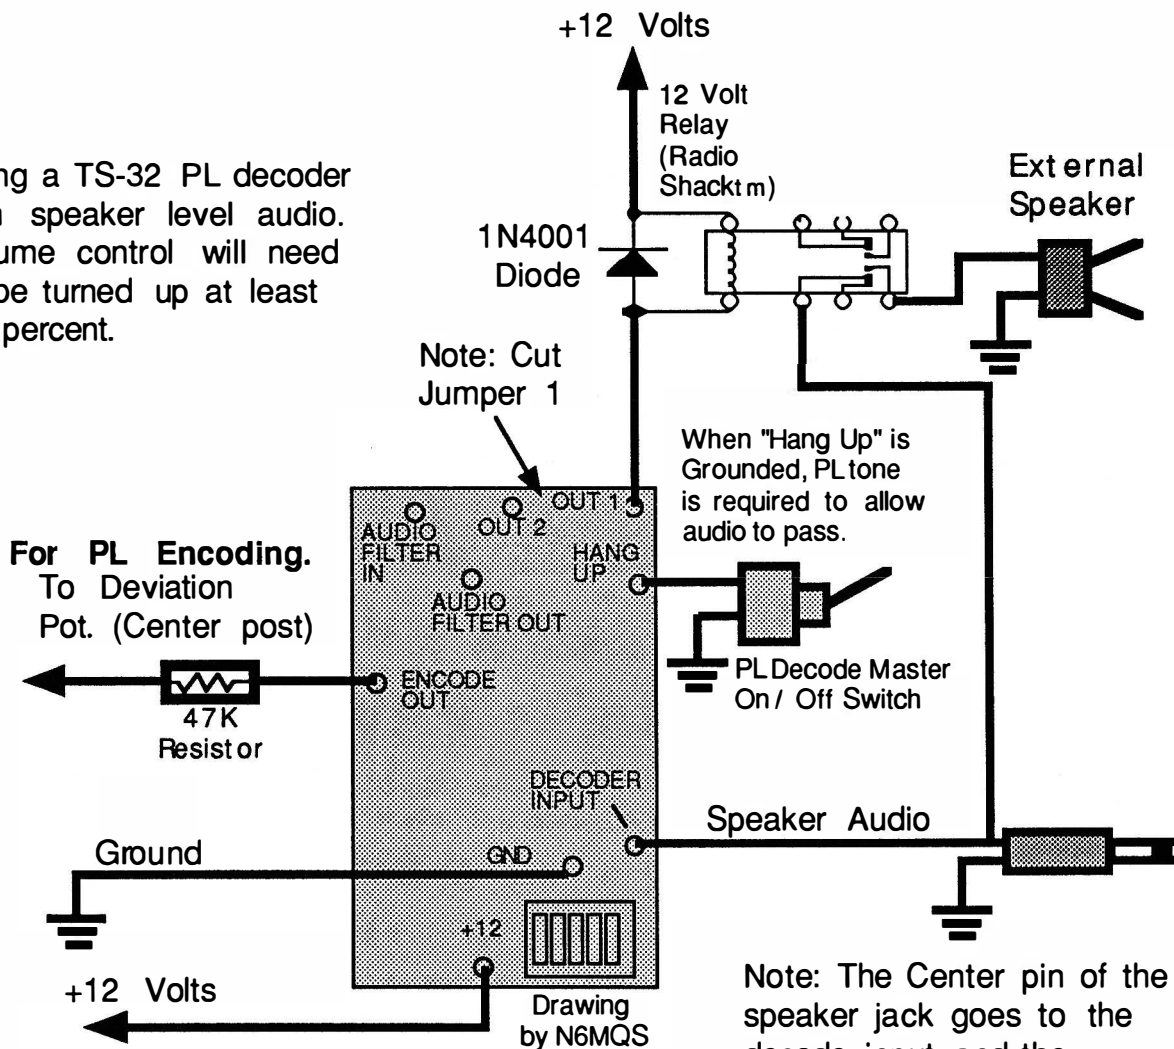 +12 Volts
12 Volt
Relay
(Radio
Shacktm)
ng a TS-32 PL decoder
speaker level audio.
ume control will need
be turned up at least
percent.
1N4001
Diode
External
Speaker
Note: Cut
Jumper 1
When "Hang Up" is
Grounded, PL tone
is required to allow
audio to pass.
OUT 1
OUT 2
AUDIO
FILTER
IN
HANG
UP
AUDIO
FILTER OUT
For PL Encoding.
To Deviation
Pot. (Center post)
PL Decode Master
On / Off Switch
ENCODE
OUT
47K
Resistor
DECODER
INPUT
Speaker Audio
Ground
GND
+12
+12 Volts
Drawing
by N6MQS
Note: The Center pin of the
speaker jack goes to the
decode input and the